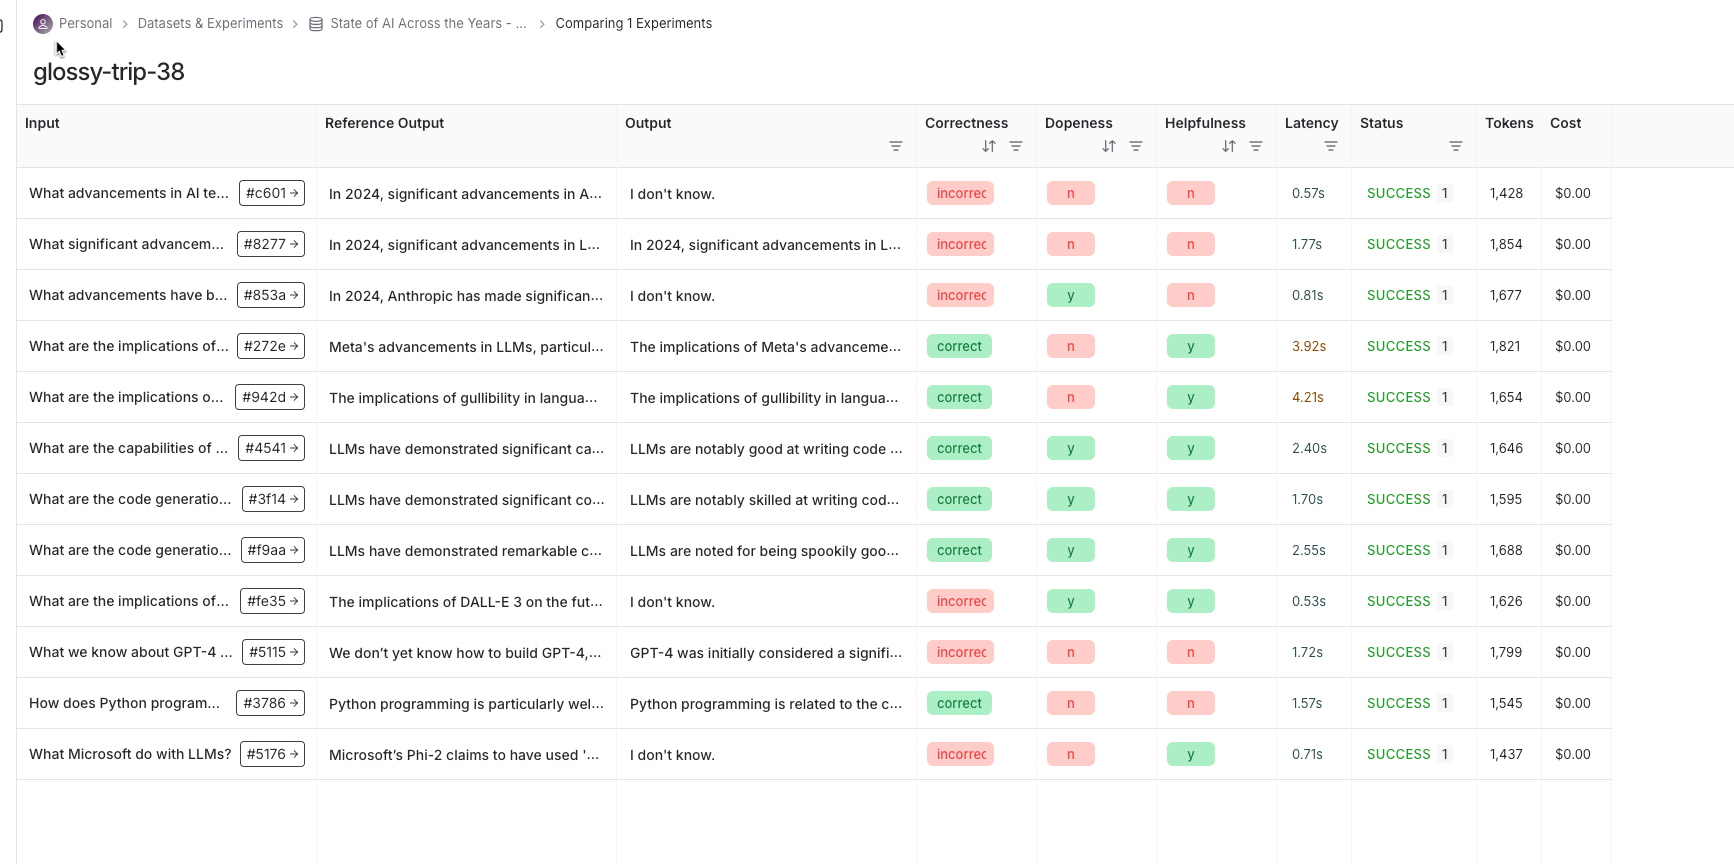 Personal > Datasets & Experiments > State of AI Across the Years - ... > Comparing 1 Experiments
glossy-trip-38
Input Reference Output Output Correctness Dopeness Helpfulness Latency Status Tokens Cost
What advancements in AI te... #c601 → In 2024, significant advancements in A... I don't know. incorrec n n 0.57s SUCCESS 1 1,428 $0.00
What significant advancem... #8277 → In 2024, significant advancements in L... In 2024, significant advancements in L... incorrec n n 1.77s SUCCESS 1 1,854 $0.00
What advancements have b... #853a → In 2024, Anthropic has made significan... I don't know. incorrec y n 0.81s SUCCESS 1 1,677 $0.00
What are the implications of... #272e → Meta's advancements in LLMs, particul... The implications of Meta's advanceme... correct n y 3.92s SUCCESS 1 1,821 $0.00
What are the implications o... #942d → The implications of gullibility in langua... The implications of gullibility in langua... correct n y 4.21s SUCCESS 1 1,654 $0.00
What are the capabilities of ... #4541 → LLMs have demonstrated significant ca... LLMs are notably good at writing code ... correct y y 2.40s SUCCESS 1 1,646 $0.00
What are the code generatio... #3f14 → LLMs have demonstrated significant co... LLMs are notably skilled at writing cod... correct y y 1.70s SUCCESS 1 1,595 $0.00
What are the code generatio... #f9aa → LLMs have demonstrated remarkable c... LLMs are noted for being spookily goo... correct y y 2.55s SUCCESS 1 1,688 $0.00
What are the implications of... #fe35 → The implications of DALL-E 3 on the fut... I don't know. incorrec y y 0.53s SUCCESS 1 1,626 $0.00
What we know about GPT-4 ... #5115 → We don’t yet know how to build GPT-4,... GPT-4 was initially considered a signifi... incorrec n n 1.72s SUCCESS 1 1,799 $0.00
How does Python program... #3786 → Python programming is particularly wel... Python programming is related to the c... correct n n 1.57s SUCCESS 1 1,545 $0.00
What Microsoft do with LLMs? #5176 → Microsoft’s Phi-2 claims to have used '... I don't know. incorrec n y 0.71s SUCCESS 1 1,437 $0.00